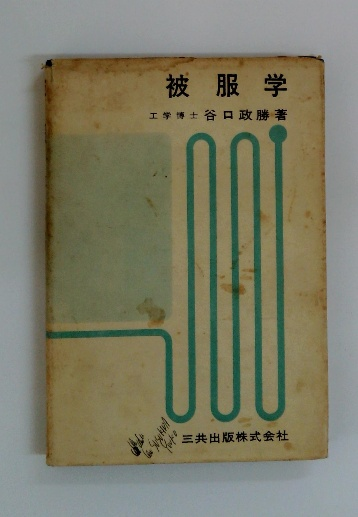 被服学
工学博士 谷口政勝著
三共出版株式会社